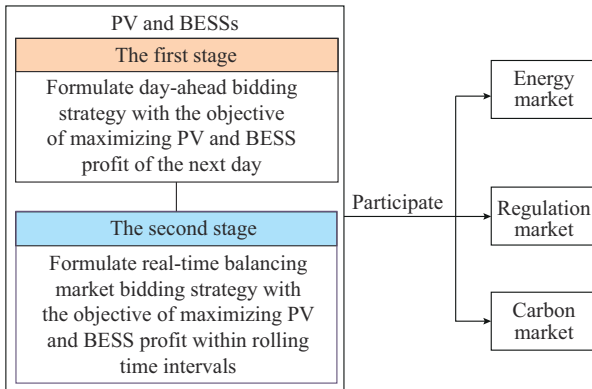 PV and BESSs
The first stage
Formulate day-ahead bidding
strategy with the objective
of maximizing PV and BESS
profit of the next day
The second stage
Formulate real-time balancing
market bidding strategy with
the objective of maximizing PV
and BESS profit within rolling
time intervals
Participate
Energy
market
Regulation
market
Carbon
market